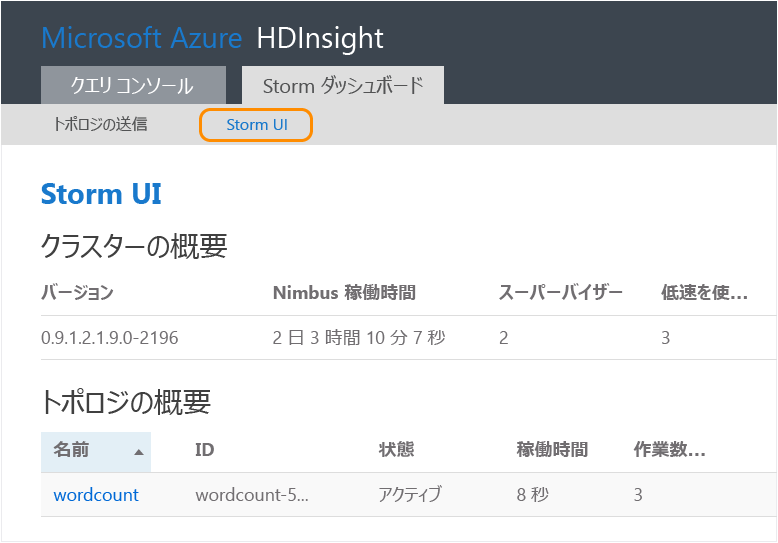 Microsoft Azure HDInsight
クエリ コンソール Storm ダッシュボード
トポロジの送信 Storm UI
Storm UI
クラスターの概要
バージョン Nimbus 稼働時間 スーパーバイザー 低速を使...
0.9.1.2.1.9.0-2196 2 日 3 時間 10 分 7 秒 2 3
トポロジの概要
名前 ID 状態 稼働時間 作業数...
wordcount wordcount-5... アクティブ 8 秒 3